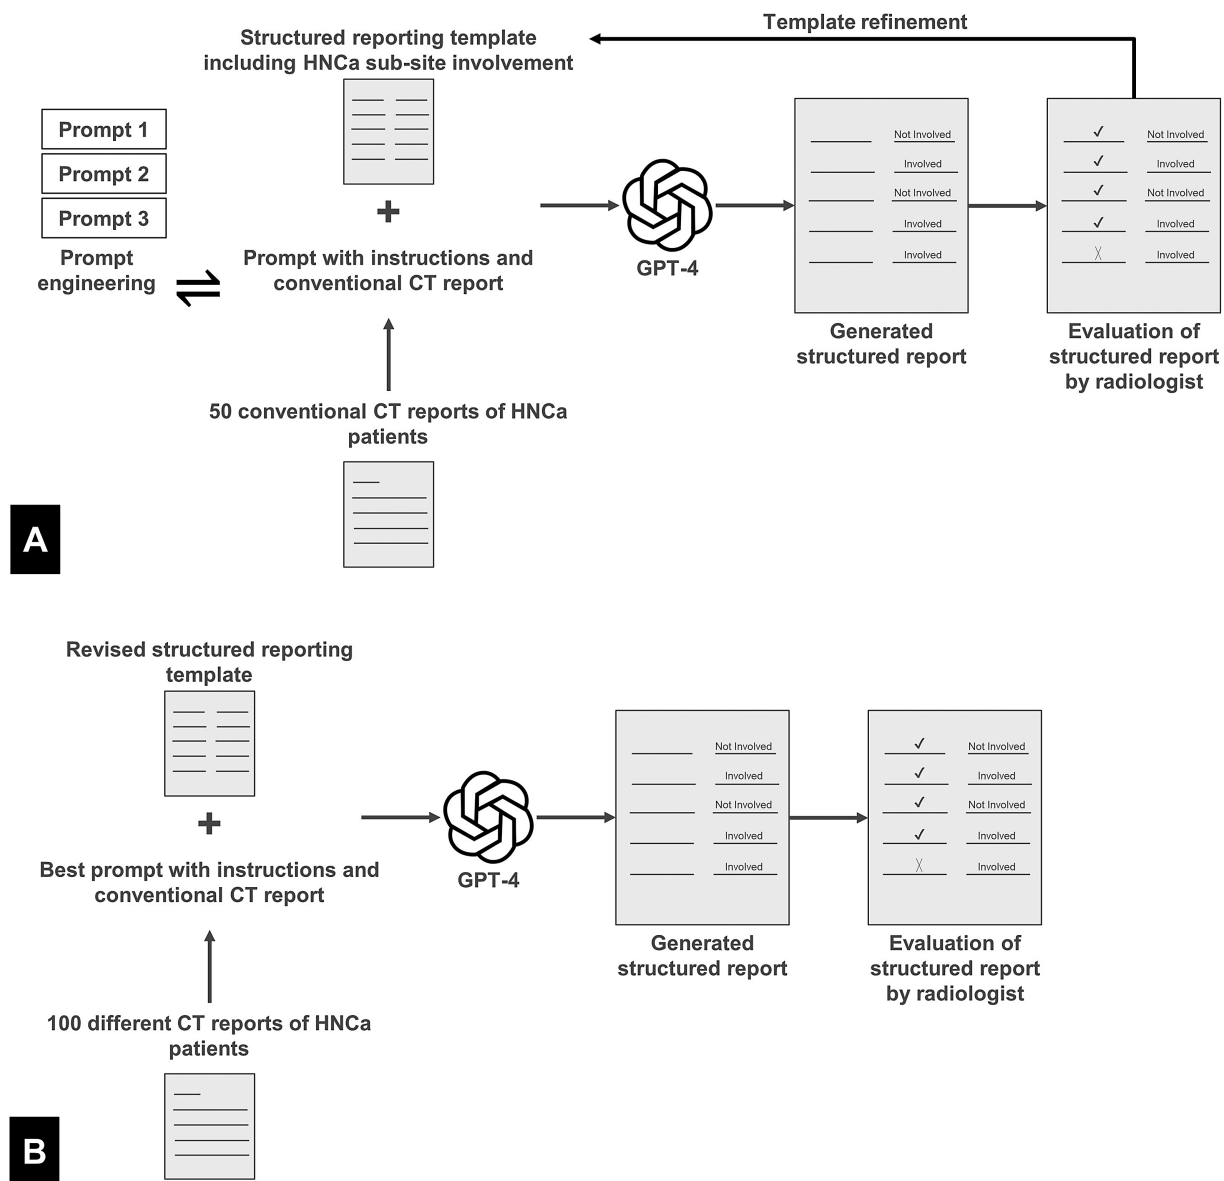 Template refinement
Structured reporting template
including HNCa sub-site involvement
Prompt 1
Prompt 2
Prompt 3
Prompt
engineering
+
Prompt with instructions and
conventional CT report
50 conventional CT reports of HNCa
patients
GPT-4
Not Involved
Involved
Not Involved
Involved
Involved
Generated
structured report
✓ Not Involved
✓ Involved
✓ Not Involved
✓ Involved
X Involved
Evaluation of
structured report
by radiologist
A
Revised structured reporting
template
+
Best prompt with instructions and
conventional CT report
100 different CT reports of HNCa
patients
GPT-4
Not Involved
Involved
Not Involved
Involved
Involved
Generated
structured report
✓ Not Involved
✓ Involved
✓ Not Involved
✓ Involved
X Involved
Evaluation of
structured report
by radiologist
B